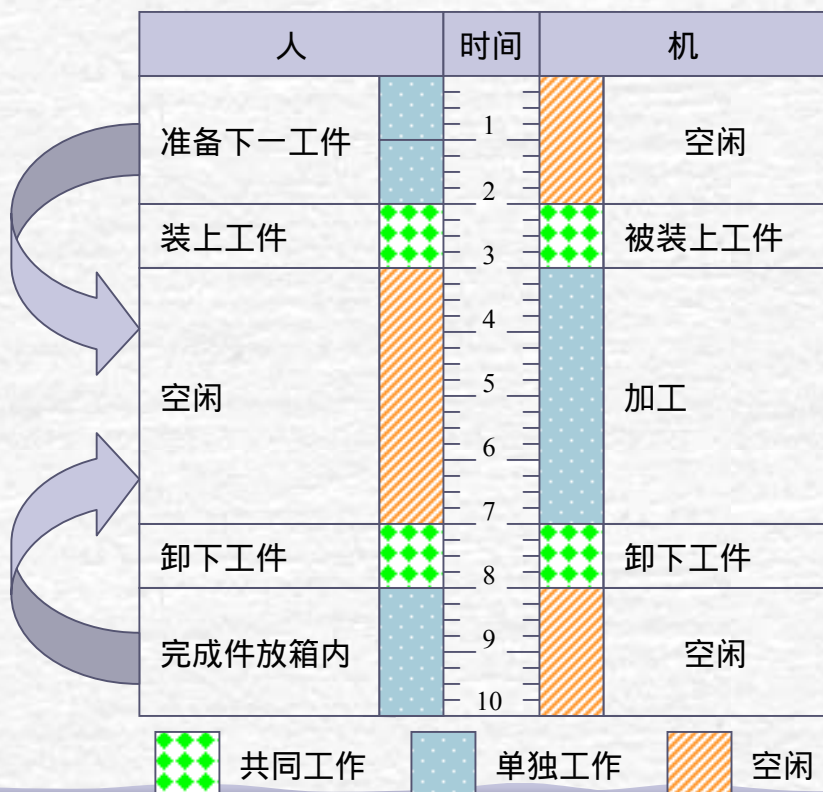 人 时间 机
准备下一工件 1 空闲
2
装上工件 被装上工件
3
4
空闲 5 加工
6
7
卸下工件 卸下工件
8
完成件放箱内 9 空闲
10
共同工作 单独工作 空闲